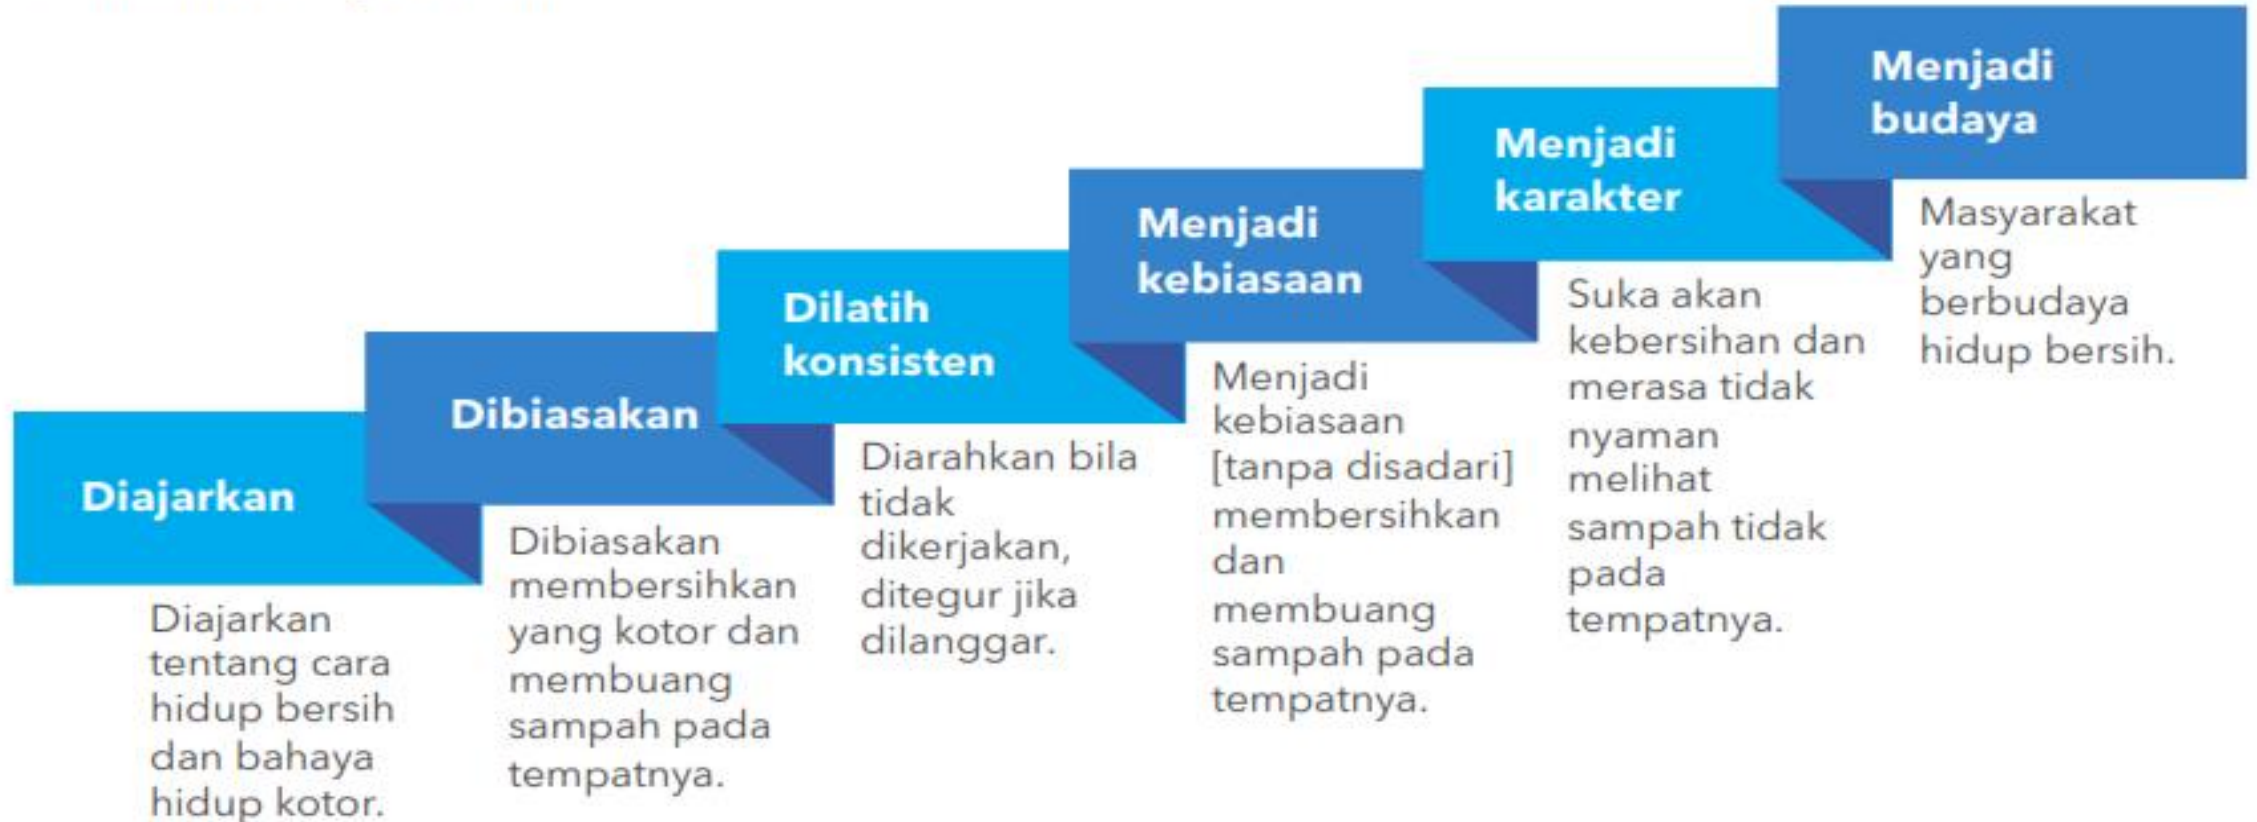 Diajarkan
Diajarkan
tentang cara
hidup bersih
dan bahaya
hidup kotor.
Dibiasakan
Dibiasakan
membersihkan
yang kotor dan
membuang
sampah pada
tempatnya.
Dilatih
konsisten
Diarahkan bila
tidak
dikerjakan,
ditegur jika
dilanggar.
Menjadi
kebiasaan
Menjadi
kebiasaan
[tanpa disadari]
membersihkan
dan
membuang
sampah pada
tempatnya.
Menjadi
karakter
Suka akan
kebersihan dan
merasa tidak
nyaman
melihat
sampah tidak
pada
tempatnya.
Menjadi
budaya
Masyarakat
yang
berbudaya
hidup bersih.